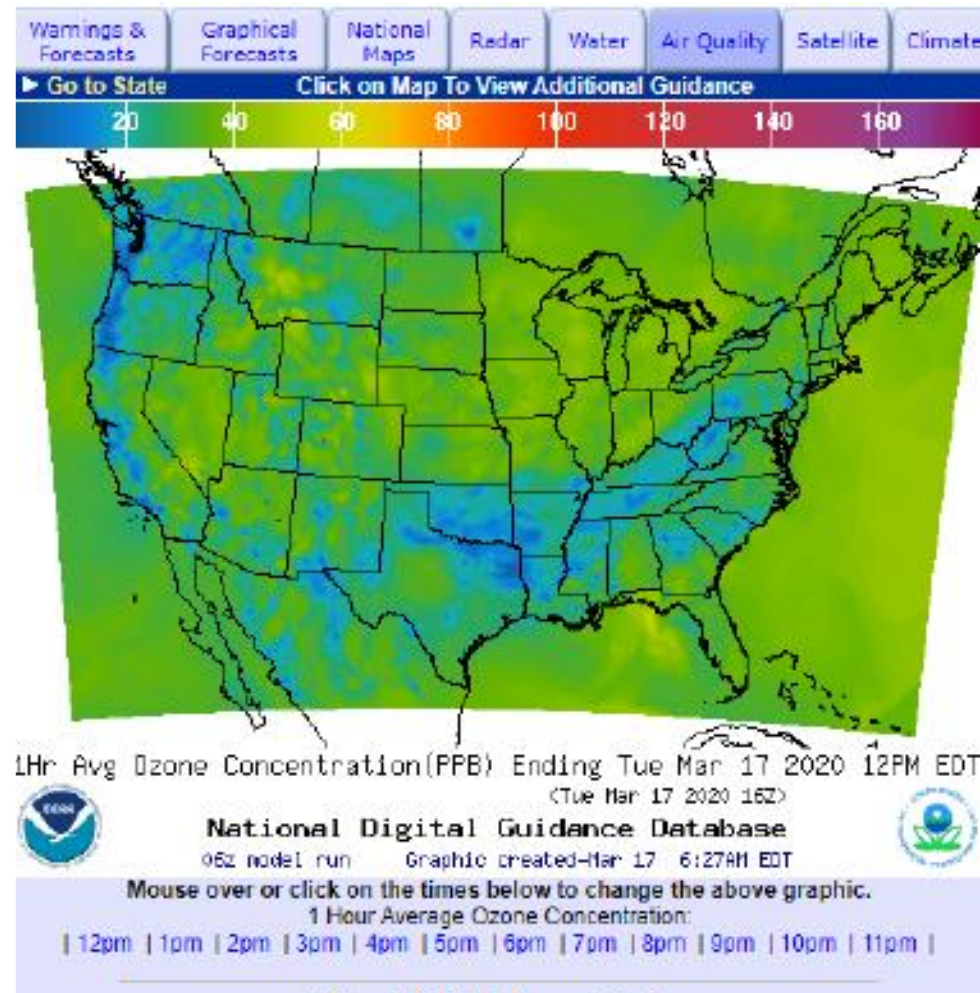 Warnings & Forecasts
Graphical Forecasts
National Maps
Radar
Water
Air Quality
Satellite
Climate
Go to State
Click on Map To View Additional Guidance
20 40 60 80 100 120 140 160
1Hr Avg Ozone Concentration(PPB) Ending Tue Mar 17 2020 12PM EDT
(Tue Mar 17 2020 16Z)
National Digital Guidance Database
06z model run Graphic created-Mar 17 6:27AM EDT
Mouse over or click on the times below to change the above graphic.
1 Hour Average Ozone Concentration:
| 12pm | 1pm | 2pm | 3pm | 4pm | 5pm | 6pm | 7pm | 8pm | 9pm | 10pm | 11pm |